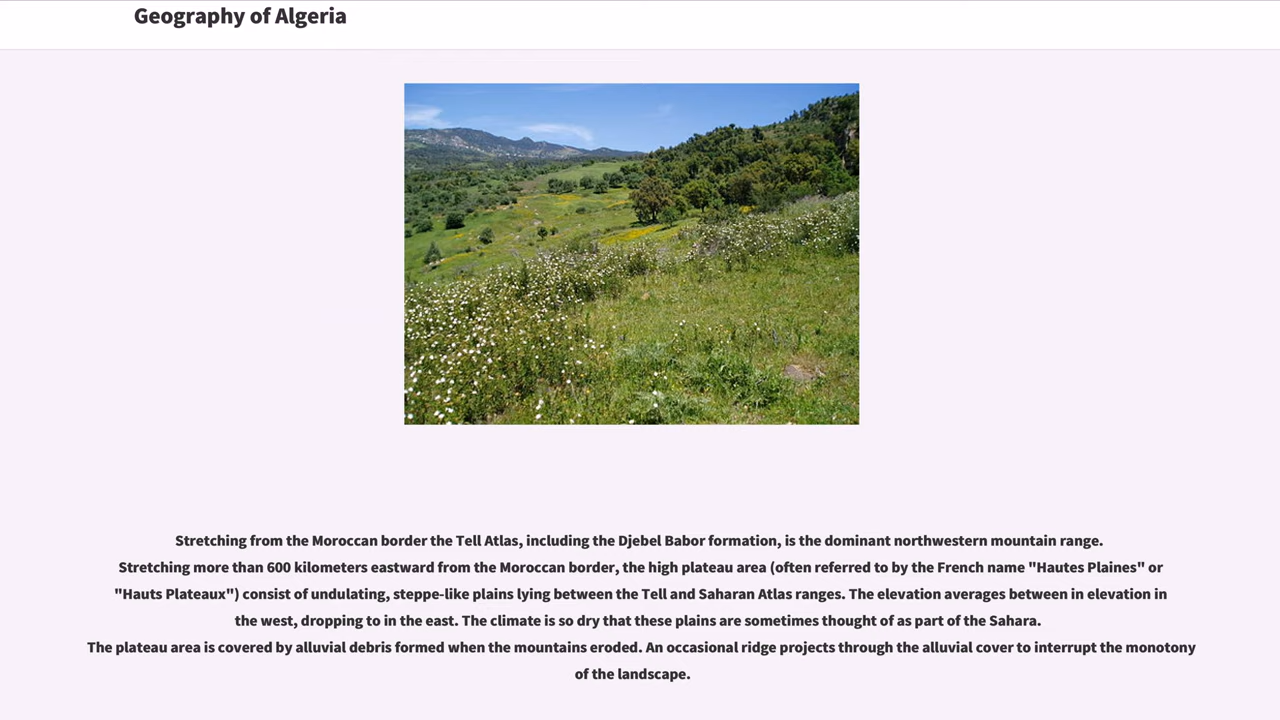 Geography of Algeria
Stretching from the Moroccan border the Tell Atlas, including the Djebel Babor formation, is the dominant northwestern mountain range.
Stretching more than 600 kilometers eastward from the Moroccan border, the high plateau area (often referred to by the French name "Hautes Plaines" or
"Hauts Plateaux") consist of undulating, steppe-like plains lying between the Tell and Saharan Atlas ranges. The elevation averages between in elevation in
the west, dropping to in the east. The climate is so dry that these plains are sometimes thought of as part of the Sahara.
The plateau area is covered by alluvial debris formed when the mountains eroded. An occasional ridge projects through the alluvial cover to interrupt the monotony
of the landscape.